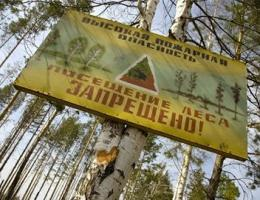 ВЫСОКАЯ ПОЖАРНАЯ
ОПАСНОСТЬ
ПОСЕЩЕНИЕ ЛЕСА
ЗАПРЕЩЕНО!